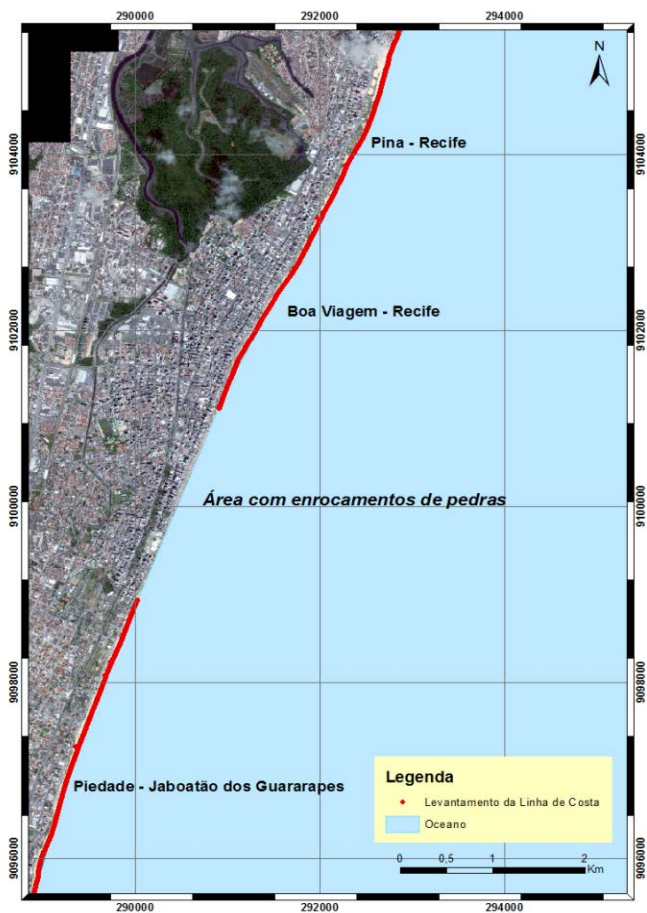 290000 292000 294000
N
9104000 9104000
Pina - Recife
Boa Viagem - Recife
9102000 9102000
Área com enrocamentos de pedras
9100000 9100000
9098000 9098000
Piedade - Jaboatão dos Guararapes
Legenda
Levantamento da Linha de Costa
Oceano
9096000 9096000
0 0,5 1 2
Km
290000 292000 294000